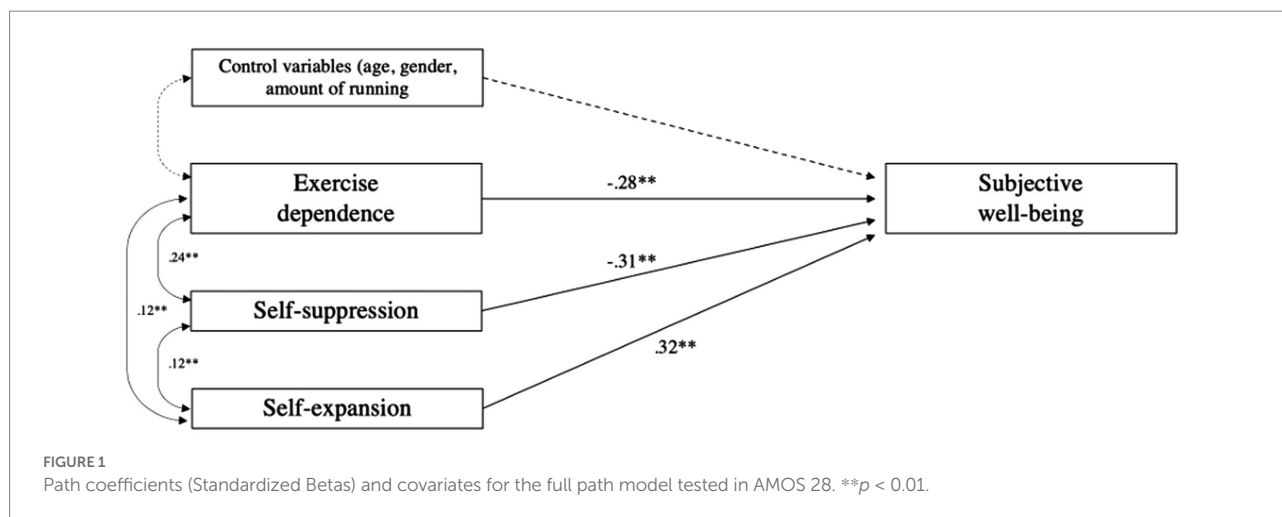 Control variables (age, gender,
amount of running
Exercise
dependence
-.28**
Subjective
well-being
.24**
-.31**
Self-suppression
.12**
.12**
.32**
Self-expansion
FIGURE 1
Path coefficients (Standardized Betas) and covariates for the full path model tested in AMOS 28. **p < 0.01.